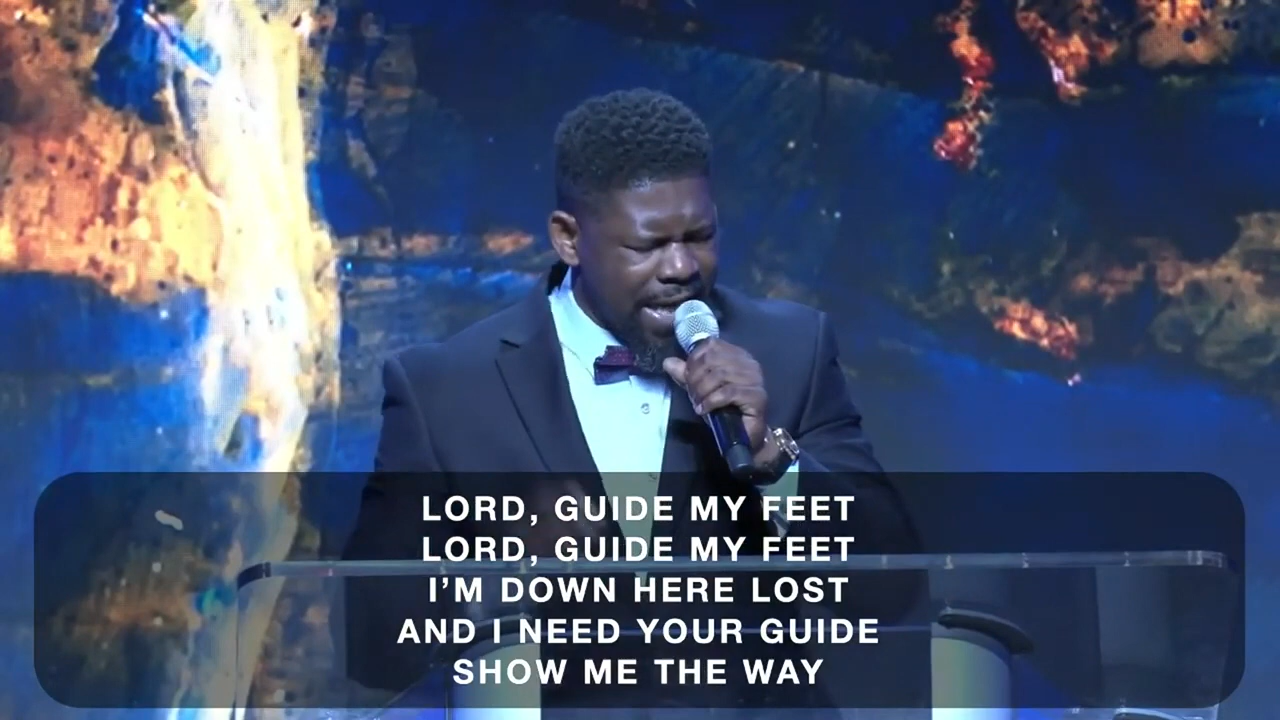 LORD, GUIDE MY FEET
LORD, GUIDE MY FEET
I’M DOWN HERE LOST
AND I NEED YOUR GUIDE
SHOW ME THE WAY